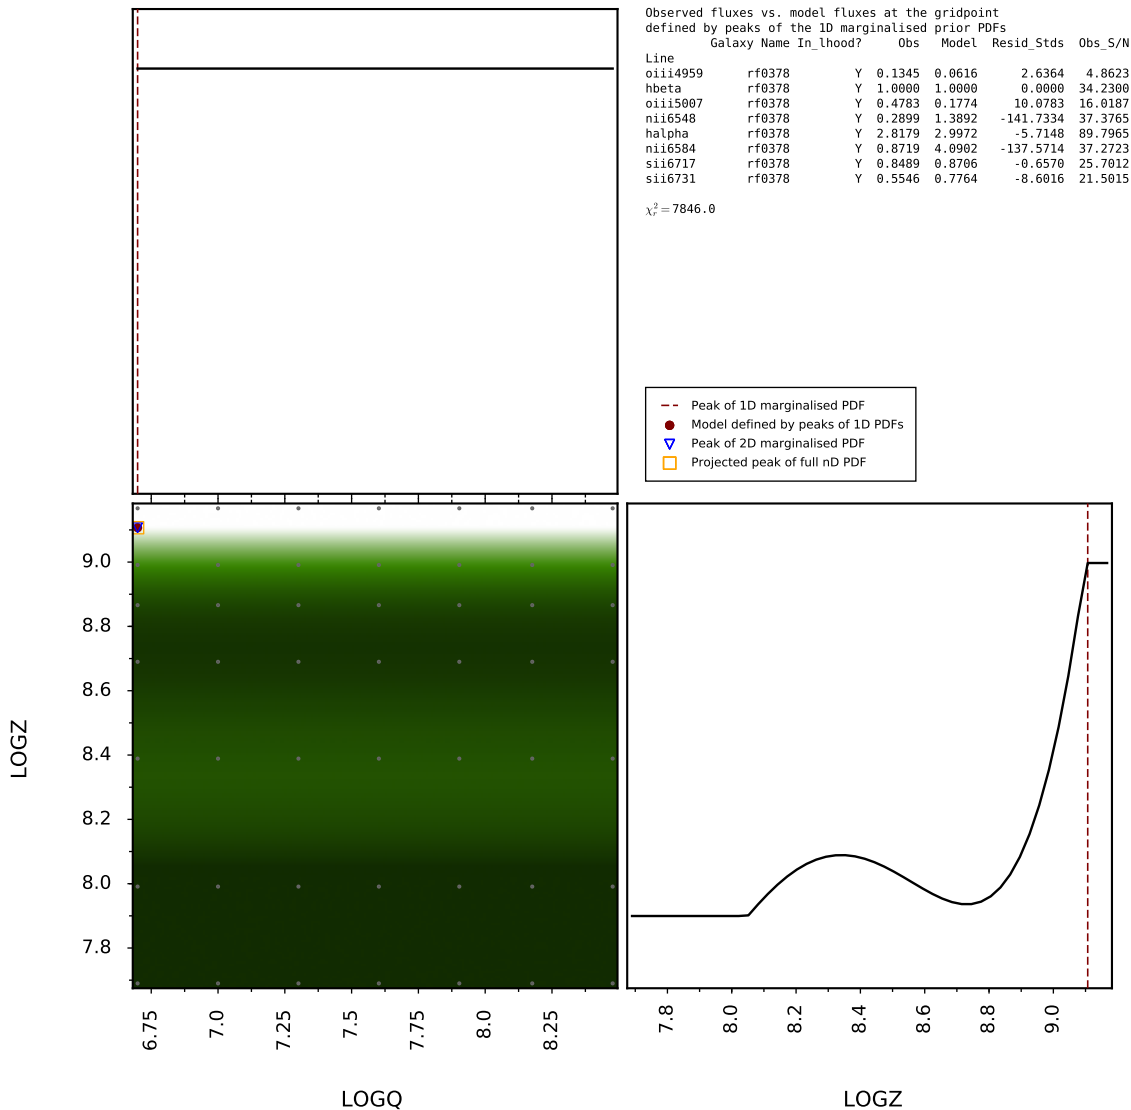 Observed fluxes vs. model fluxes at the gridpoint
defined by peaks of the 1D marginalised prior PDFs
Galaxy Name In_lhood? Obs Model Resid_Stds Obs_S/N
Line
oiii4959 rf0378 Y 0.1345 0.0616 2.6364 4.8623
hbeta rf0378 Y 1.0000 1.0000 0.0000 34.2300
oiii5007 rf0378 Y 0.4783 0.1774 10.0783 16.0187
nii6548 rf0378 Y 0.2899 1.3892 -141.7334 37.3765
halpha rf0378 Y 2.8179 2.9972 -5.7148 89.7965
nii6584 rf0378 Y 0.8719 4.0902 -137.5714 37.2723
sii6717 rf0378 Y 0.8489 0.8706 -0.6570 25.7012
sii6731 rf0378 Y 0.5546 0.7764 -8.6016 21.5015
χ_r^2 = 7846.0
Peak of 1D marginalised PDF
Model defined by peaks of 1D PDFs
Peak of 2D marginalised PDF
Projected peak of full nD PDF
LOGZ
9.0
8.8
8.6
8.4
8.2
8.0
7.8
6.75 7.0 7.25 7.5 7.75 8.0 8.25
LOGQ
7.8 8.0 8.2 8.4 8.6 8.8 9.0
LOGZ